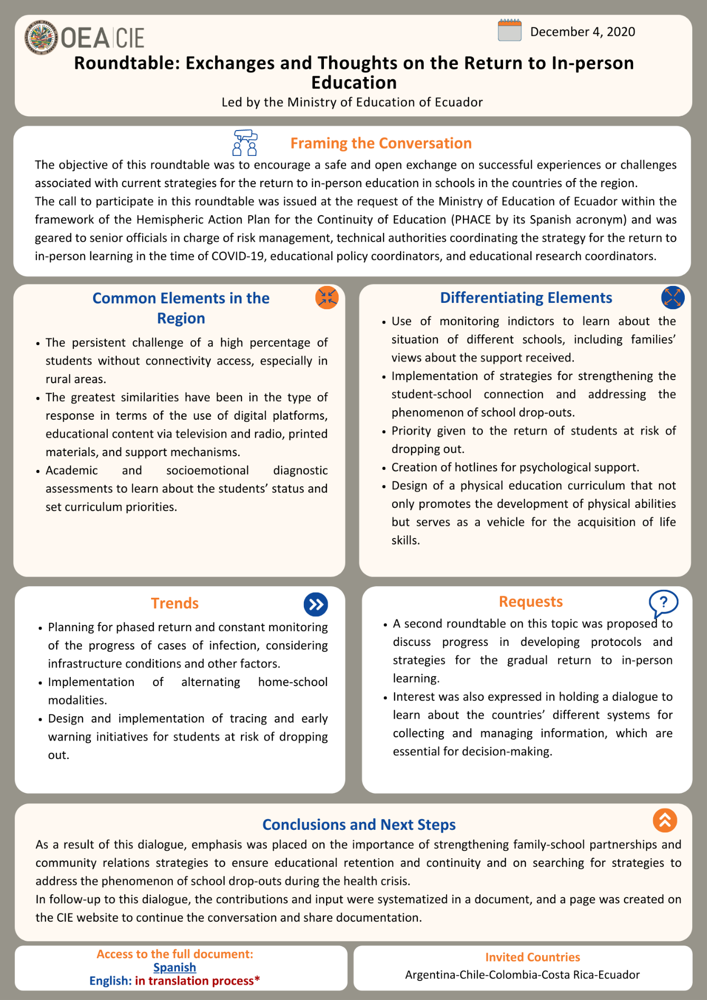 OEA|CIE
December 4, 2020
Roundtable: Exchanges and Thoughts on the Return to In-person
Education
Led by the Ministry of Education of Ecuador
Framing the Conversation
The objective of this roundtable was to encourage a safe and open exchange on successful experiences or challenges
associated with current strategies for the return to in-person education in schools in the countries of the region.
The call to participate in this roundtable was issued at the request of the Ministry of Education of Ecuador within the
framework of the Hemispheric Action Plan for the Continuity of Education (PHACE by its Spanish acronym) and was
geared to senior officials in charge of risk management, technical authorities coordinating the strategy for the return to
in-person learning in the time of COVID-19, educational policy coordinators, and educational research coordinators.
Common Elements in the
Region
• The persistent challenge of a high percentage of
students without connectivity access, especially in
rural areas.
• The greatest similarities have been in the type of
response in terms of the use of digital platforms,
educational content via television and radio, printed
materials, and support mechanisms.
• Academic and socioemotional diagnostic
assessments to learn about the students’ status and
set curriculum priorities.
Differentiating Elements
• Use of monitoring indictors to learn about the
situation of different schools, including families’
views about the support received.
• Implementation of strategies for strengthening the
student-school connection and addressing the
phenomenon of school drop-outs.
• Priority given to the return of students at risk of
dropping out.
• Creation of hotlines for psychological support.
• Design of a physical education curriculum that not
only promotes the development of physical abilities
but serves as a vehicle for the acquisition of life
skills.
Trends
• Planning for phased return and constant monitoring
of the progress of cases of infection, considering
infrastructure conditions and other factors.
• Implementation of alternating home-school
modalities.
• Design and implementation of tracing and early
warning initiatives for students at risk of dropping
out.
Requests
?
• A second roundtable on this topic was proposed to
discuss progress in developing protocols and
strategies for the gradual return to in-person
learning.
• Interest was also expressed in holding a dialogue to
learn about the countries’ different systems for
collecting and managing information, which are
essential for decision-making.
Conclusions and Next Steps
As a result of this dialogue, emphasis was placed on the importance of strengthening family-school partnerships and
community relations strategies to ensure educational retention and continuity and on searching for strategies to
address the phenomenon of school drop-outs during the health crisis.
In follow-up to this dialogue, the contributions and input were systematized in a document, and a page was created on
the CIE website to continue the conversation and share documentation.
Access to the full document:
Spanish
English: in translation process*
Invited Countries
Argentina-Chile-Colombia-Costa Rica-Ecuador